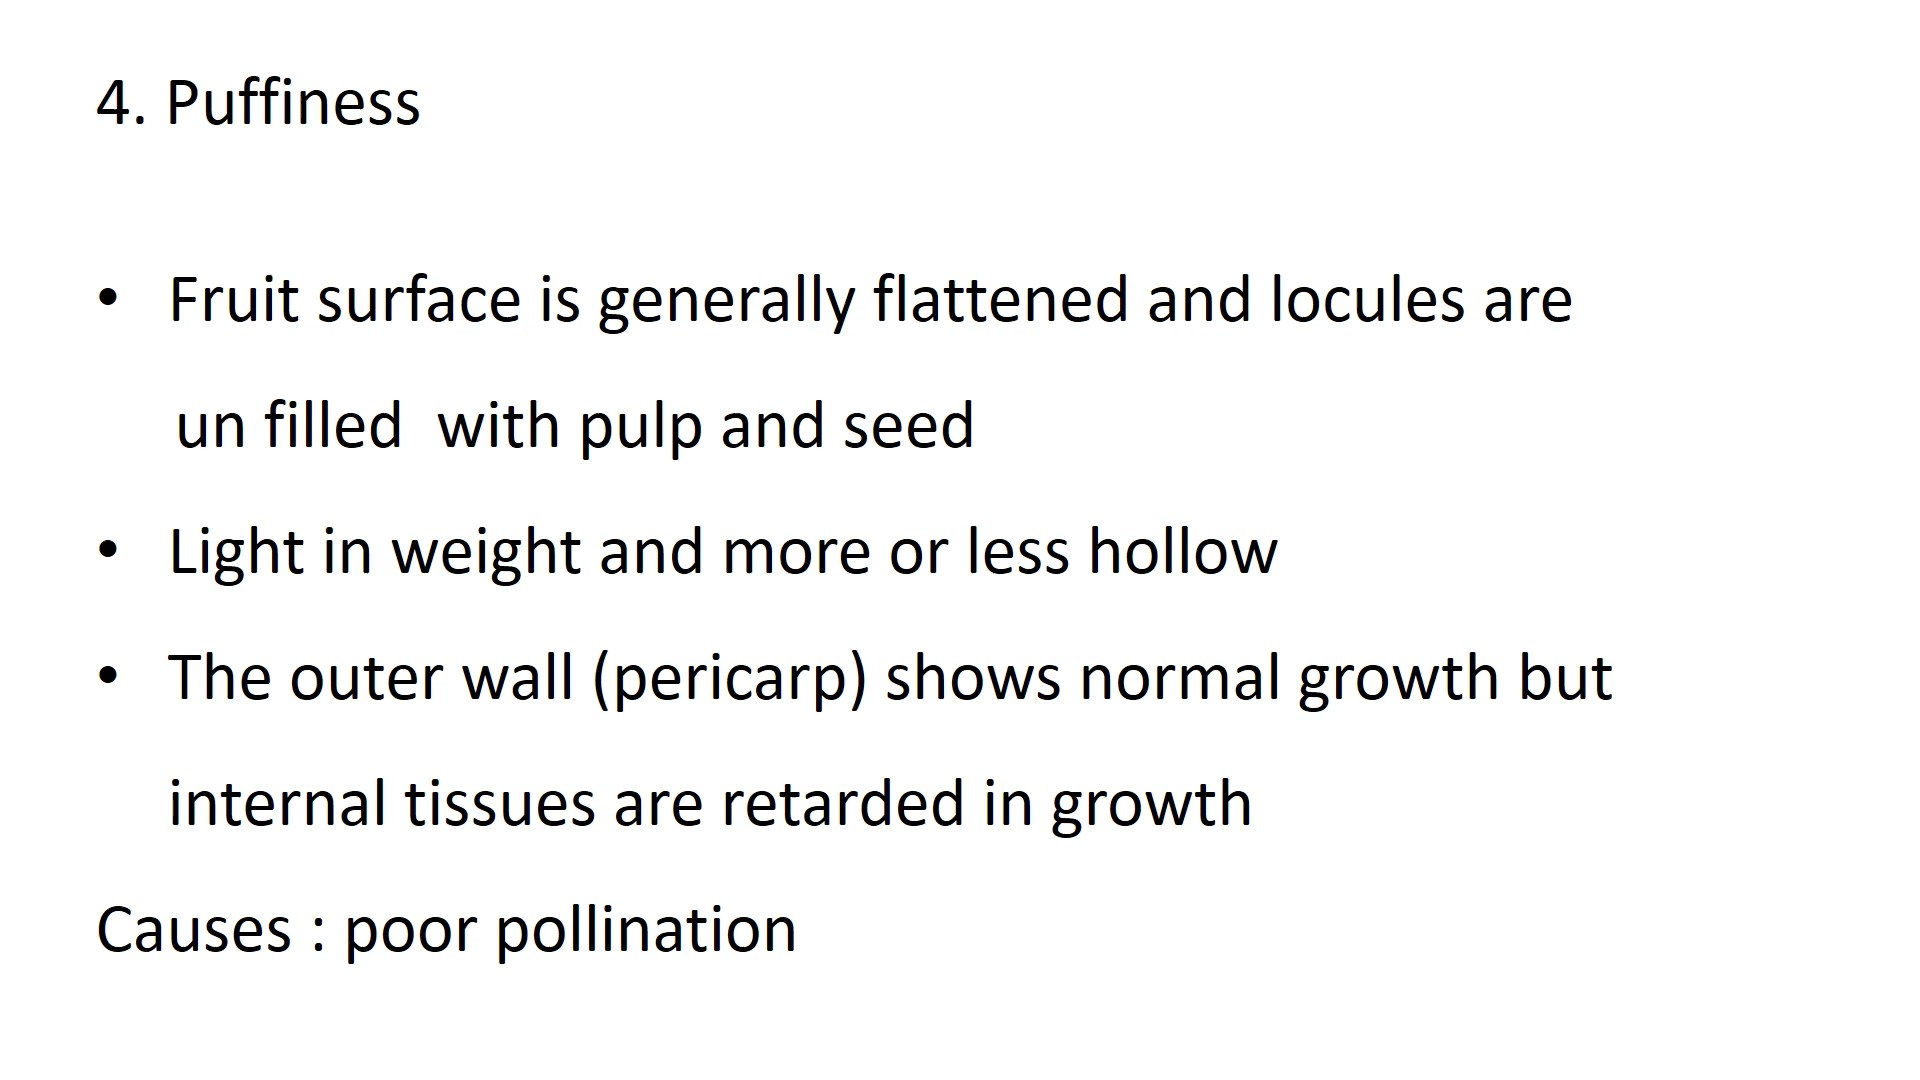 4. Puffiness
• Fruit surface is generally flattened and locules are
un filled  with pulp and seed
• Light in weight and more or less hollow
• The outer wall (pericarp) shows normal growth but
internal tissues are retarded in growth
Causes : poor pollination